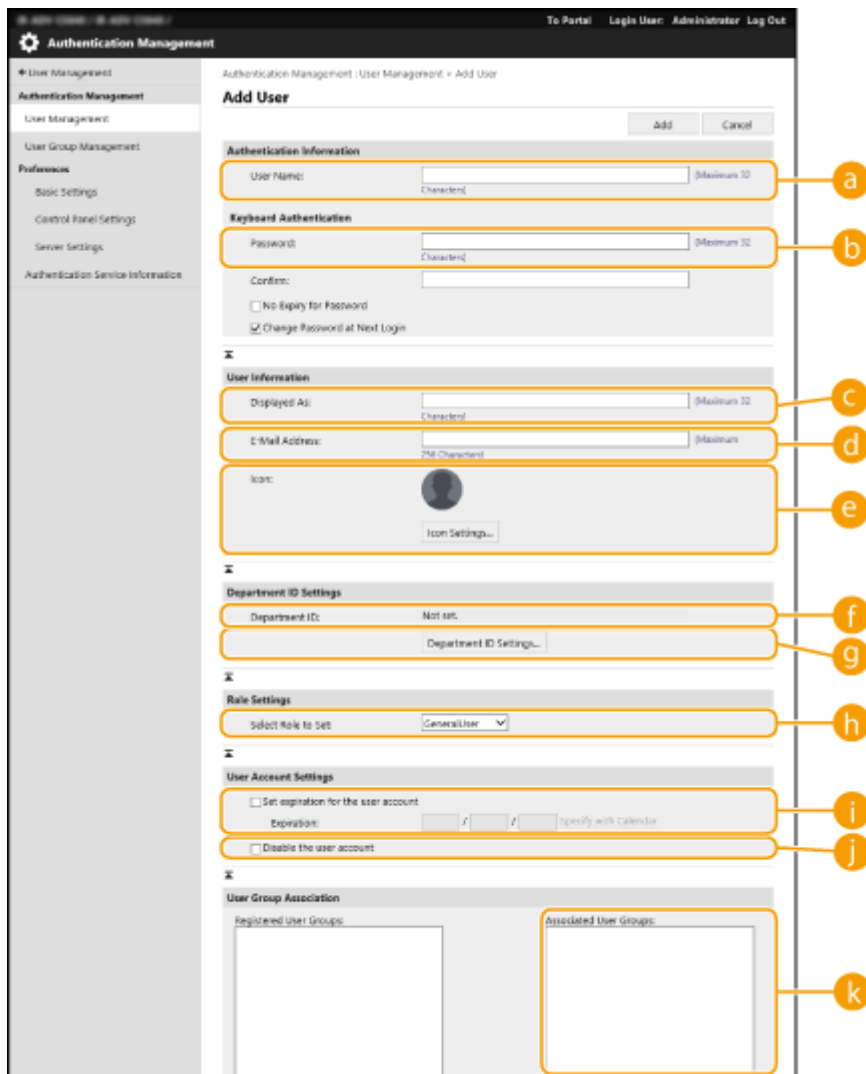 To Portal Login User: Administrator Log Out
Authentication Management
User Management
Authentication Management
User Management
User Group Management
Preferences
Basic Settings
Control Panel Settings
Server Settings
Authentication Service Information
Authentication Management : User Management > Add User
Add User
Add Cancel
Authentication Information
User Name: (Maximum 32
Characters)
a
Keyboard Authentication
Password: (Maximum 32
Characters)
b
Confirm:
No Expiry for Password
Change Password at Next Login
User Information
Displayed As: (Maximum 32
Characters)
c
E-Mail Address: (Maximum
256 Characters)
d
Icon:
e
Icon Settings...
Department ID Settings
Department ID: Not set.
f
Department ID Settings...
g
Role Settings
Select Role to Set: GeneralUser
h
User Account Settings
Set expiration for the user account
Expiration: / / Specify with Calendar
i
Disable the user account
j
User Group Association
Registered User Groups: Associated User Groups:
k